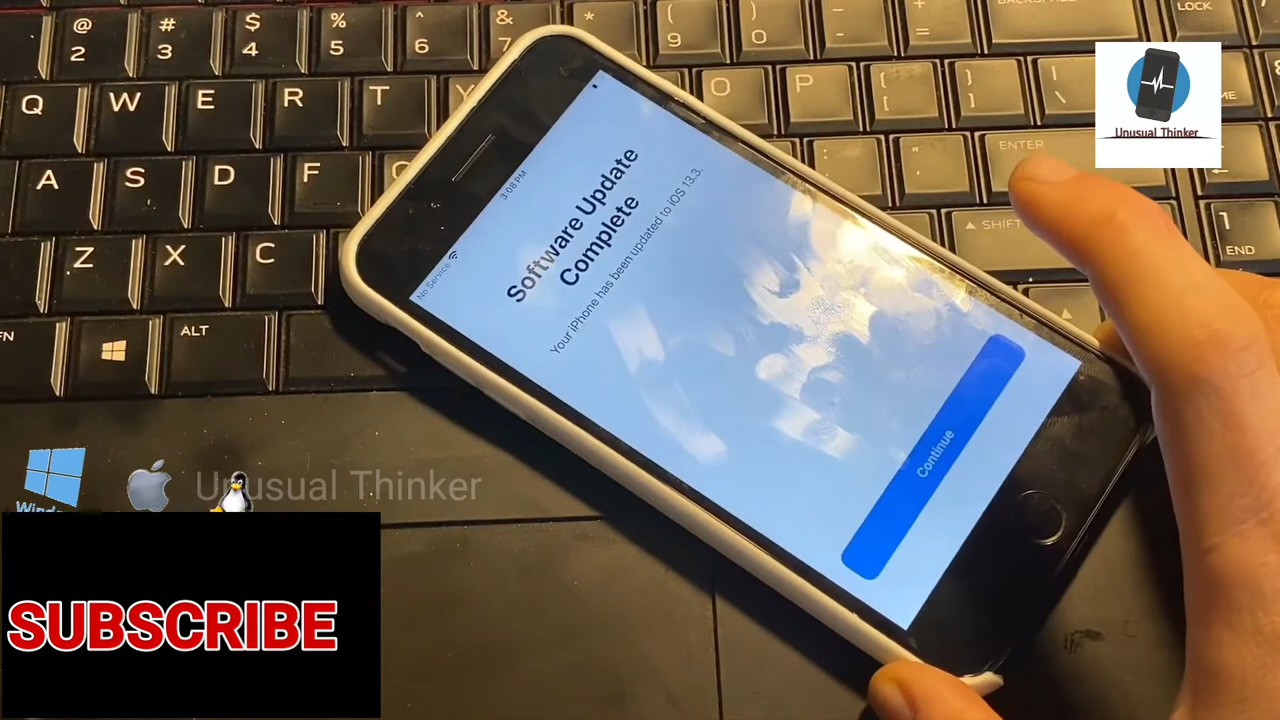 @
2
#
3
$
4
%
5
^
6
&
7
*
(
9
)
0
-
+
=
BACKSPACE
LOCK
Q
W
E
R
T
Y
O
P
{
[
}
]
|
\
A
S
D
F
:
;
"
'
ENTER
Z
X
C
▲ SHIFT
1
END
FN
ALT
Unusual Thinker
No Service
3:08 PM
Software Update
Complete
Your iPhone has been updated to iOS 13.3.
Continue
Unusual Thinker
SUBSCRIBE